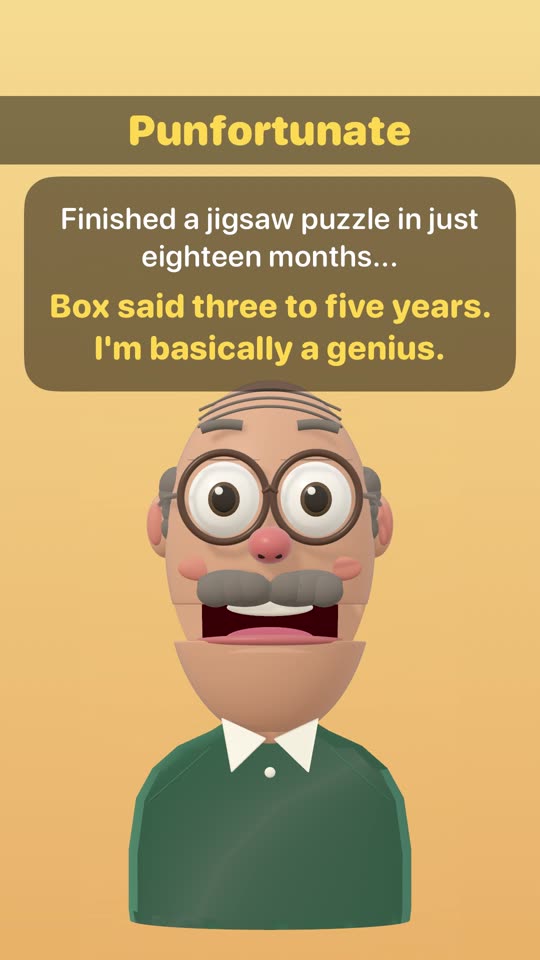 Punfortunate
Finished a jigsaw puzzle in just
eighteen months...
Box said three to five years.
I'm basically a genius.